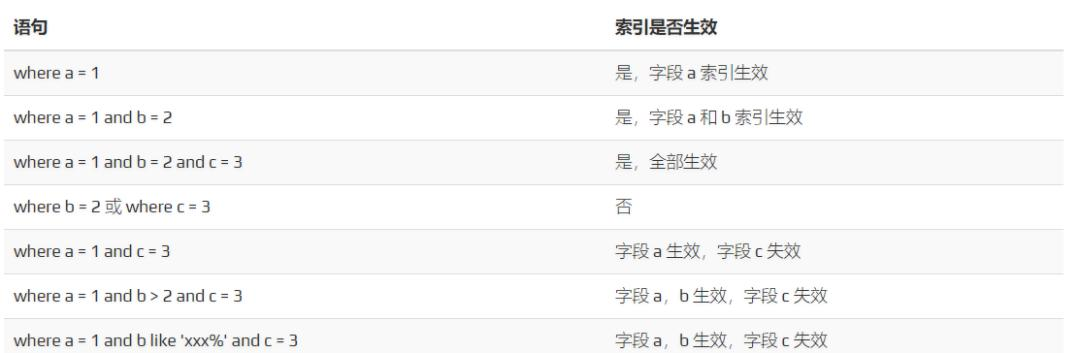 语句 索引是否生效
where a = 1 是，字段 a 索引生效
where a = 1 and b = 2 是，字段 a 和 b 索引生效
where a = 1 and b = 2 and c = 3 是，全部生效
where b = 2 或 where c = 3 否
where a = 1 and c = 3 字段 a 生效，字段 c 失效
where a = 1 and b > 2 and c = 3 字段 a，b 生效，字段 c 失效
where a = 1 and b like 'xxx%' and c = 3 字段 a，b 生效，字段 c 失效